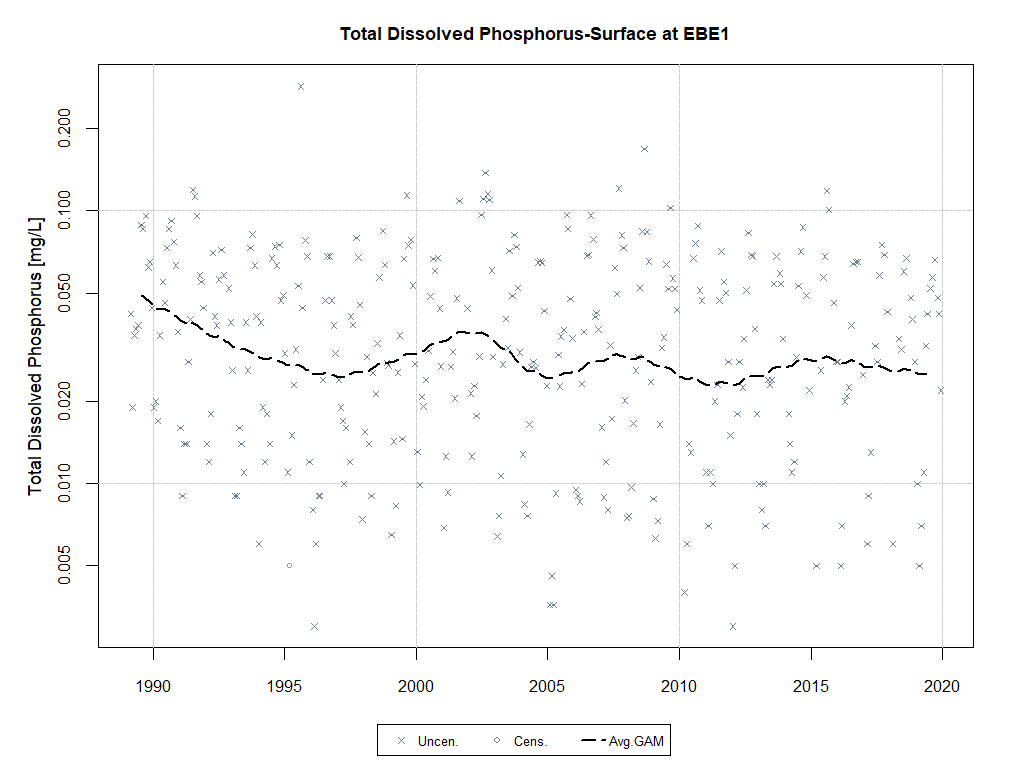 Total Dissolved Phosphorus-Surface at EBE1
Total Dissolved Phosphorus [mg/L]
0.200
0.100
0.050
0.020
0.010
0.005
1990 1995 2000 2005 2010 2015 2020
Uncen. Cens. Avg.GAM